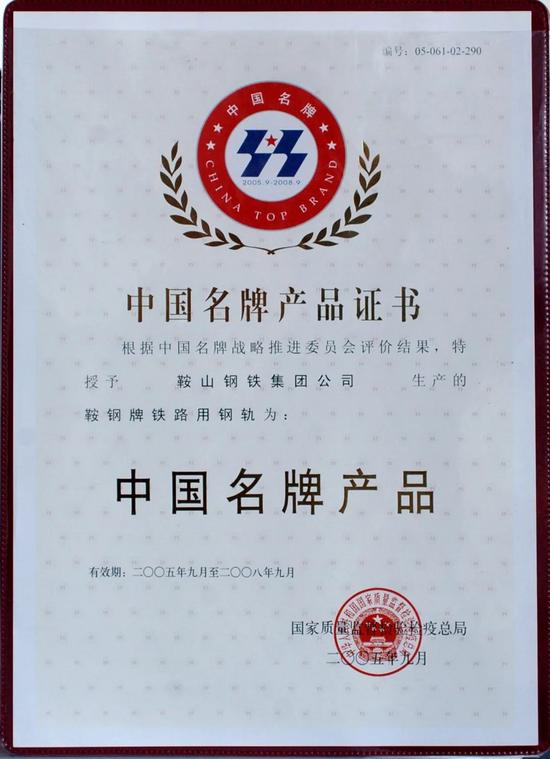 编号：05-061-02-290
中国名牌
2005.9-2008.9
CHINA TOP BRAND
中国名牌产品证书
根据中国名牌战略推进委员会评价结果，特
授予 鞍山钢铁集团公司 生产的
鞍钢牌铁路用钢轨为：
中国名牌产品
有效期：二〇〇五年九月至二〇〇八年九月
国家质量监督检验检疫总局
二〇〇五年九月